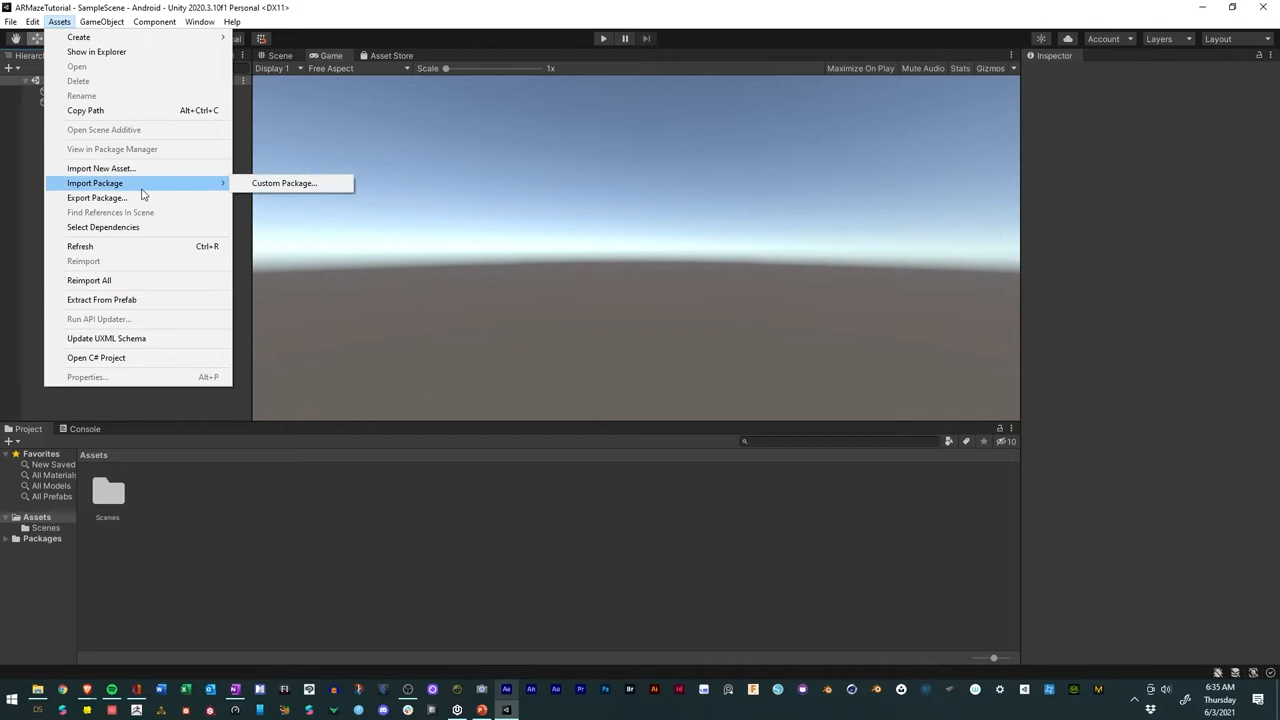 ARMazeTutorial - SampleScene - Android - Unity 2020.3.10f1 Personal <DX11>
File Edit Assets GameObject Component Window Help
Account Layers Layout
Create
Show in Explorer
Open
Delete
Rename
Copy Path Alt+Ctrl+C
Open Scene Additive
View in Package Manager
Import New Asset...
Import Package
Custom Package...
Export Package...
Find References In Scene
Select Dependencies
Refresh Ctrl+R
Reimport
Reimport All
Extract From Prefab
Run API Updater...
Update UXML Schema
Open C# Project
Properties... Alt+P
Hierarc
Scene Game Asset Store
Inspector
Display 1 Free Aspect Scale 1x Maximize On Play Mute Audio Stats Gizmos
Project Console
10
Favorites
New Saved
All Materials
All Models
All Prefabs
Assets
Scenes
Packages
Assets
Scenes
6:35 AM
Thursday
6/3/2021